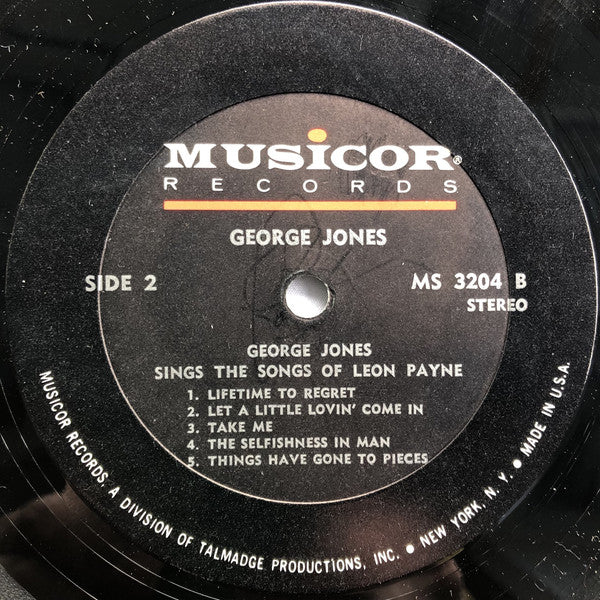 MUSICOR®
RECORDS
GEORGE JONES
SIDE 2
MS 3204 B
STEREO
GEORGE JONES
SINGS THE SONGS OF LEON PAYNE
1. LIFETIME TO REGRET
2. LET A LITTLE LOVIN' COME IN
3. TAKE ME
4. THE SELFISHNESS IN MAN
5. THINGS HAVE GONE TO PIECES
MUSICOR RECORDS, A DIVISION OF TALMADGE PRODUCTIONS, INC. • NEW YORK, N. Y. • MADE IN U.S.A.